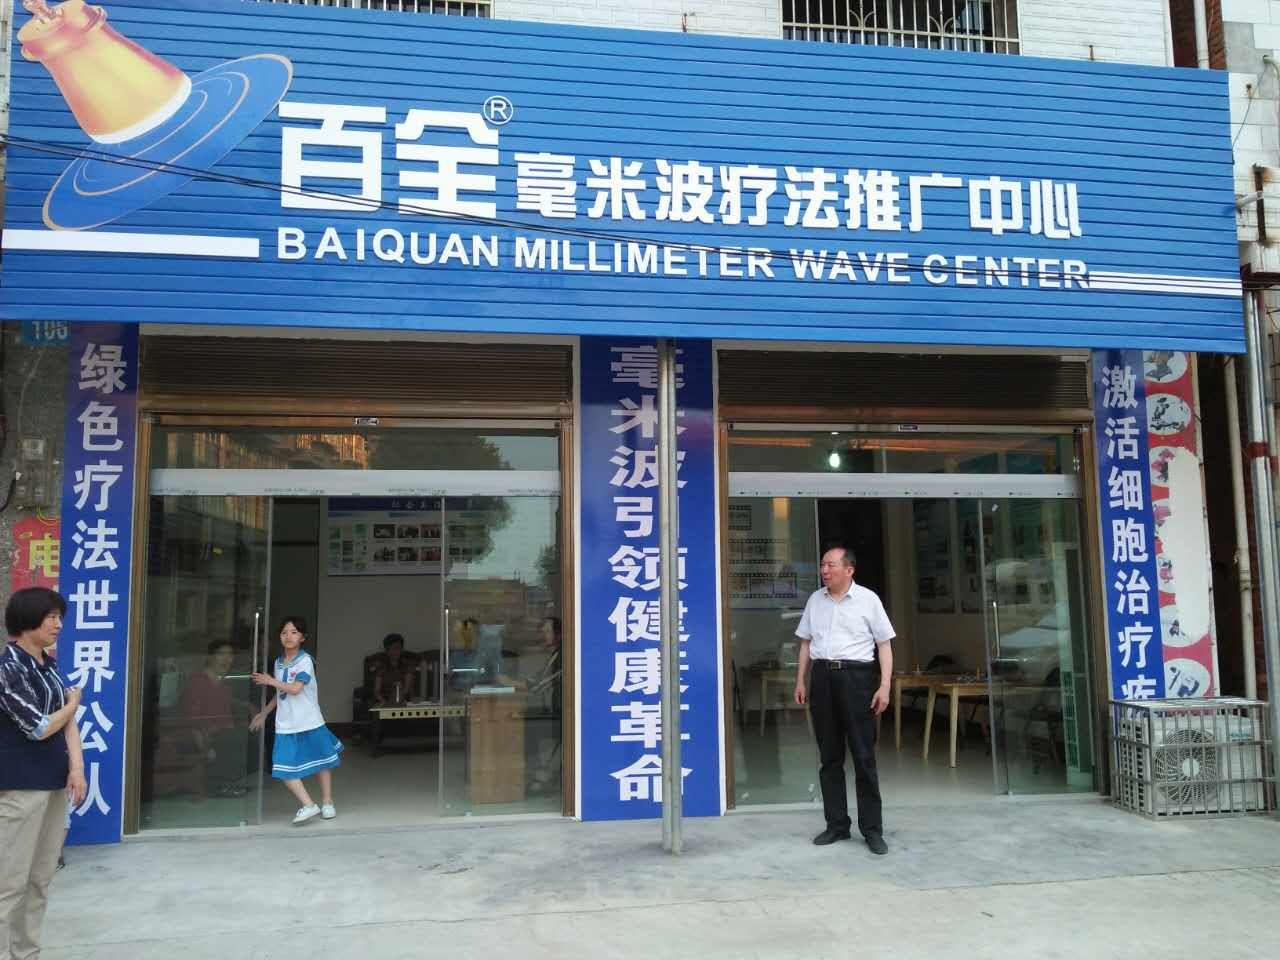 百全®毫米波疗法推广中心
BAIQUAN MILLIMETER WAVE CENTER
106
绿色疗法世界公认
毫米波引领健康革命
激活细胞治疗疾
电